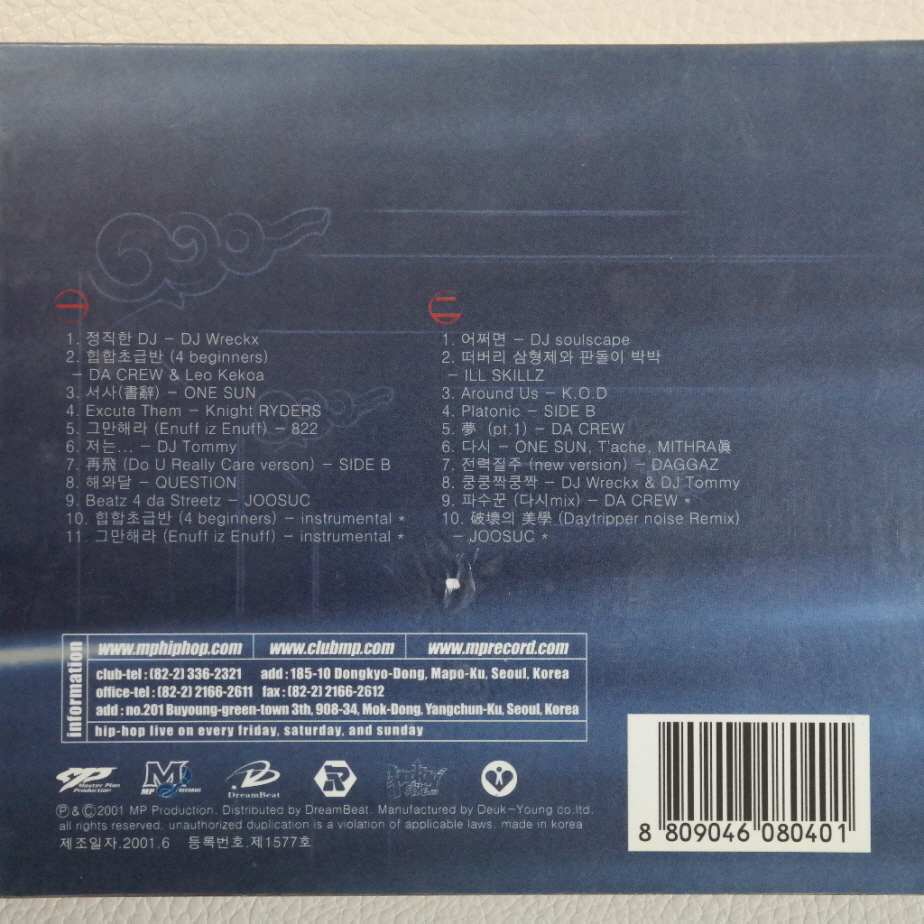 一
1. 정직한 DJ – DJ Wreckx
2. 힙합초급반 (4 beginners)
– DA CREW & Leo Kekoa
3. 서사(書辭) – ONE SUN
4. Excute Them – Knight RYDERS
5. 그만해라 (Enuff iz Enuff) – 822
6. 저는... – DJ Tommy
7. 再飛 (Do U Really Care verson) – SIDE B
8. 해와달 – QUESTION
9. Beatz 4 da Streetz – JOOSUC
10. 힙합초급반 (4 beginners) – instrumental *
11. 그만해라 (Enuff iz Enuff) – instrumental *
二
1. 어쩌면 – DJ soulscape
2. 떠버리 삼형제와 판돌이 박박
– ILL SKILLZ
3. Around Us – K.O.D
4. Platonic – SIDE B
5. 夢 (pt.1) – DA CREW
6. 다시 – ONE SUN, T'ache, MITHRA眞
7. 전력질주 (new version) – DAGGAZ
8. 쿵쿵짝쿵짝 – DJ Wreckx & DJ Tommy
9. 파수꾼 (다시mix) – DA CREW *
10. 破壞의 美學 (Daytripper noise Remix)
– JOOSUC *
information
www.mphiphop.com www.clubmp.com www.mprecord.com
club-tel : (82-2) 336-2321 add : 185-10 Dongkyo-Dong, Mapo-Ku, Seoul, Korea
office-tel : (82-2) 2166-2611 fax : (82-2) 2166-2612
add : no.201 Buyoung-green-town 3th, 908-34, Mok-Dong, Yangchun-Ku, Seoul, Korea
hip-hop live on every friday, saturday, and sunday
Master Plan Production
MP RECORDS
DreamBeat
℗&©2001 MP Production. Distributed by DreamBeat. Manufactured by Deuk-Young co.ltd.
all rights reserved. unauthorized duplication is a violation of applicable laws. made in korea
제조일자.2001.6 등록번호.제1577호
8 809046 080401